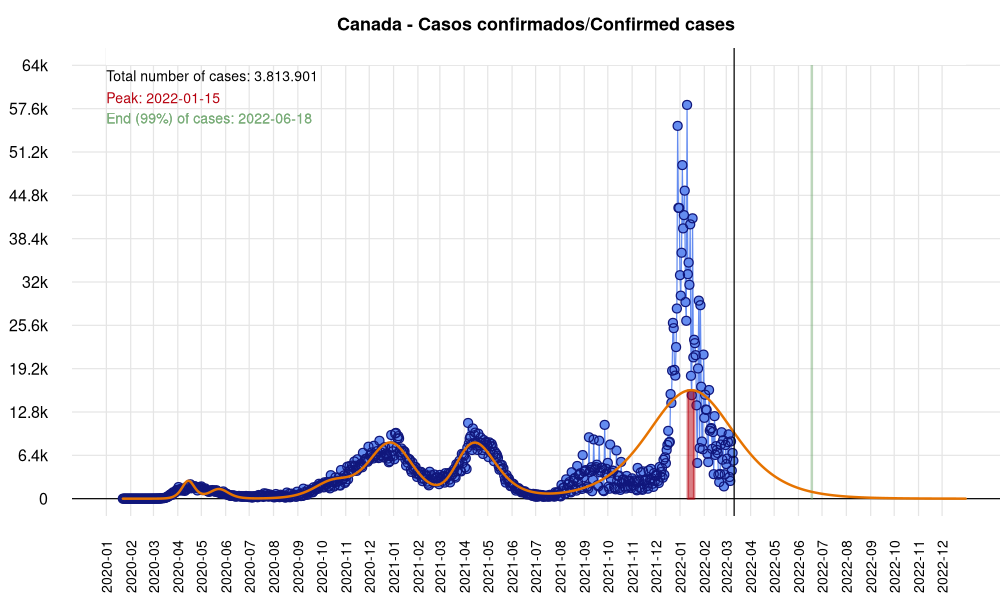 Canada - Casos confirmados/Confirmed cases
64k
Total number of cases: 3.813.901
Peak: 2022-01-15
57.6k
End (99%) of cases: 2022-06-18
51.2k
44.8k
38.4k
32k
25.6k
19.2k
12.8k
6.4k
0
2020-01
2020-02
2020-03
2020-04
2020-05
2020-06
2020-07
2020-08
2020-09
2020-10
2020-11
2020-12
2021-01
2021-02
2021-03
2021-04
2021-05
2021-06
2021-07
2021-08
2021-09
2021-10
2021-11
2021-12
2022-01
2022-02
2022-03
2022-04
2022-05
2022-06
2022-07
2022-08
2022-09
2022-10
2022-11
2022-12